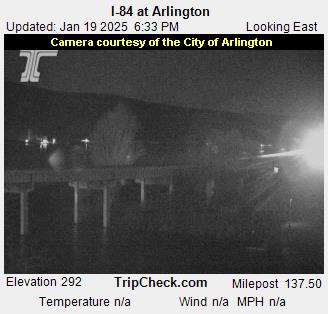 I-84 at Arlington
Updated: Jan 19 2025 6:33 PM Looking East
Camera courtesy of the City of Arlington
Elevation 292 TripCheck.com Milepost 137.50
Temperature n/a Wind n/a MPH n/a